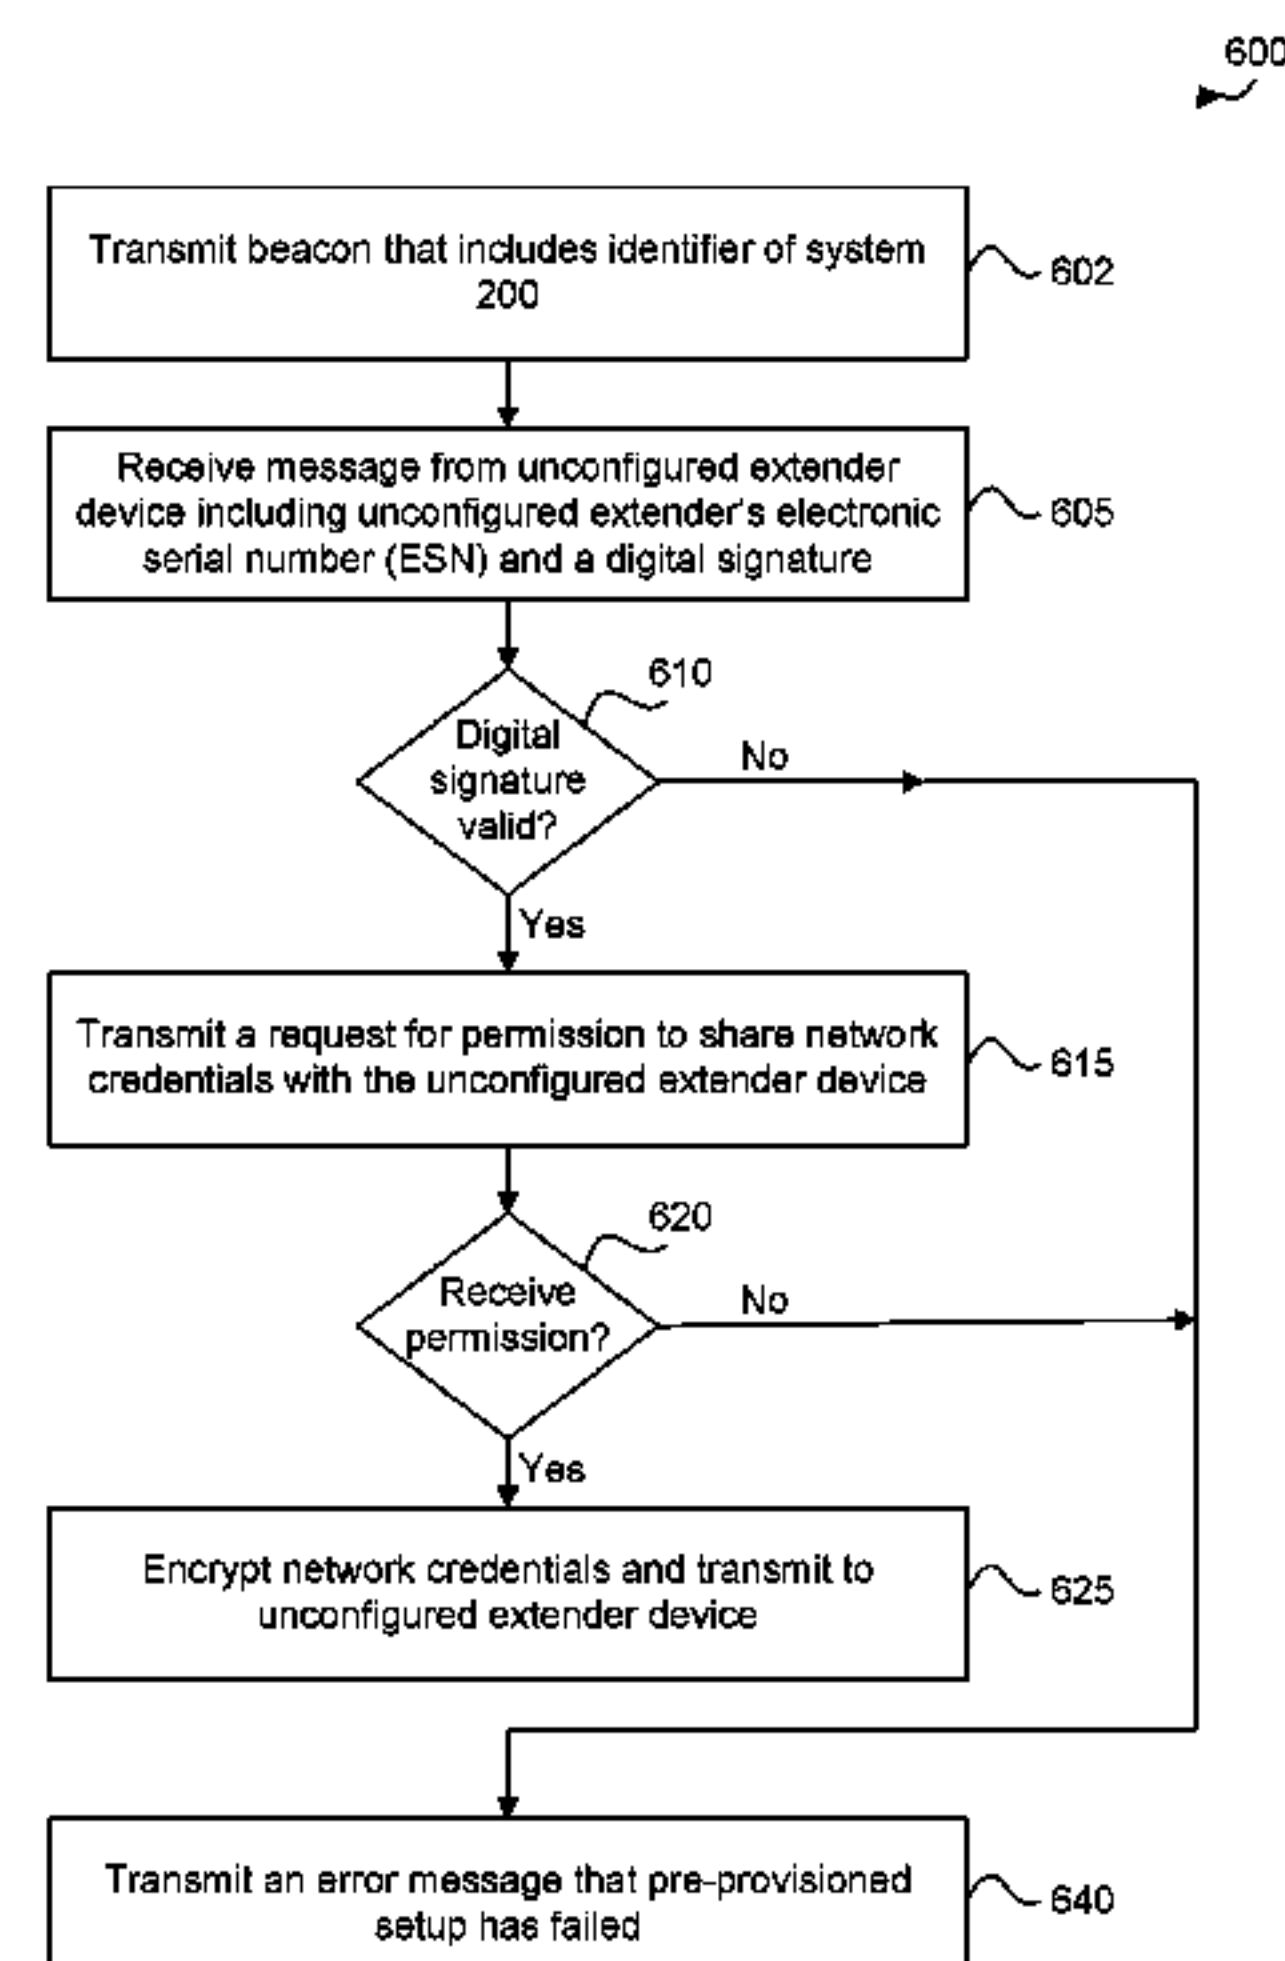 600
Transmit beacon that includes identifier of system
200
602
Receive message from unconfigured extender
device including unconfigured extender's electronic
serial number (ESN) and a digital signature
605
610
Digital
signature
valid?
No
Yes
Transmit a request for permission to share network
credentials with the unconfigured extender device
615
620
Receive
permission?
No
Yes
Encrypt network credentials and transmit to
unconfigured extender device
625
Transmit an error message that pre-provisioned
setup has failed
640